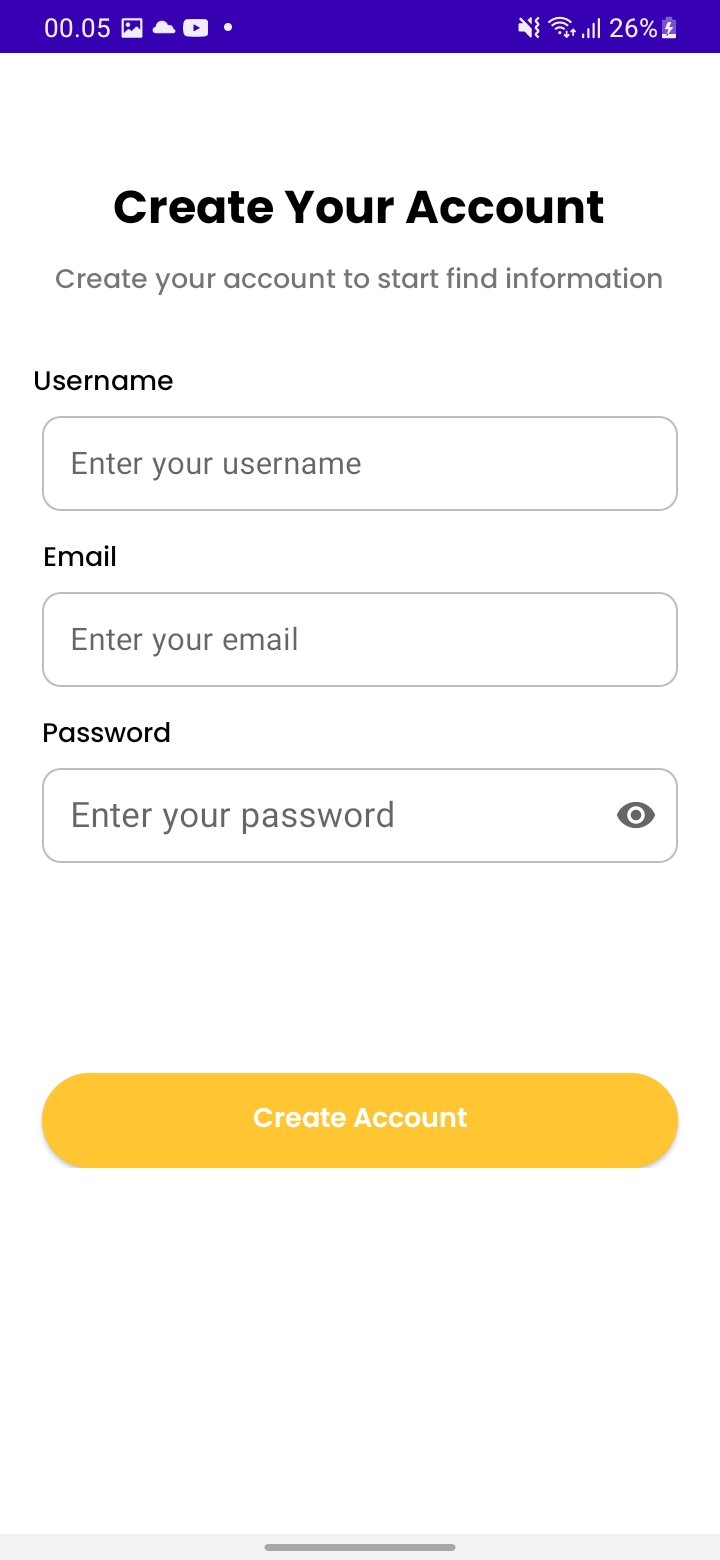 00.05 26%
Create Your Account
Create your account to start find information
Username
Enter your username
Email
Enter your email
Password
Enter your password
Create Account